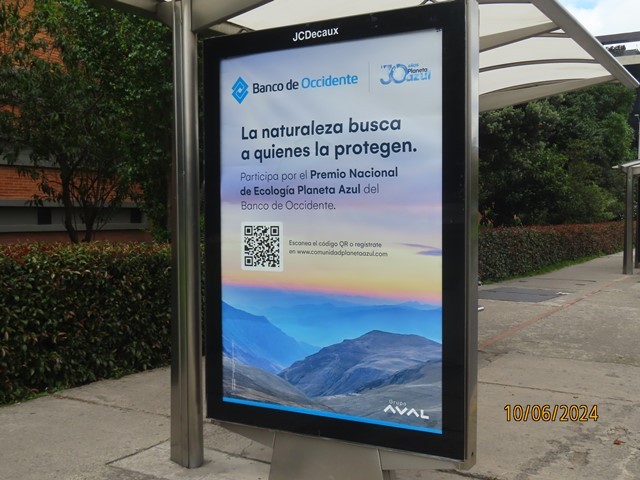 JCDecaux
Banco de Occidente
30 AÑOS
Planeta
azul
La naturaleza busca
a quienes la protegen.
Participa por el Premio Nacional
de Ecología Planeta Azul del
Banco de Occidente.
Escanea el código QR o regístrate
en www.comunidadplanetaazul.com
Grupo
AVAL
10/06/2024